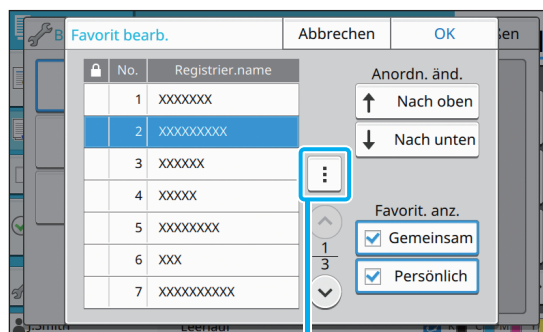 Favorit bearb.
Abbrechen
OK
No. Registrier.name
1 XXXXXXX
2 XXXXXXXXX
3 XXXXXX
4 XXXXX
5 XXXXXXXX
6 XXX
7 XXXXXXXXXX
Anordn. änd.
Nach oben
Nach unten
1
3
Favorit. anz.
Gemeinsam
Persönlich